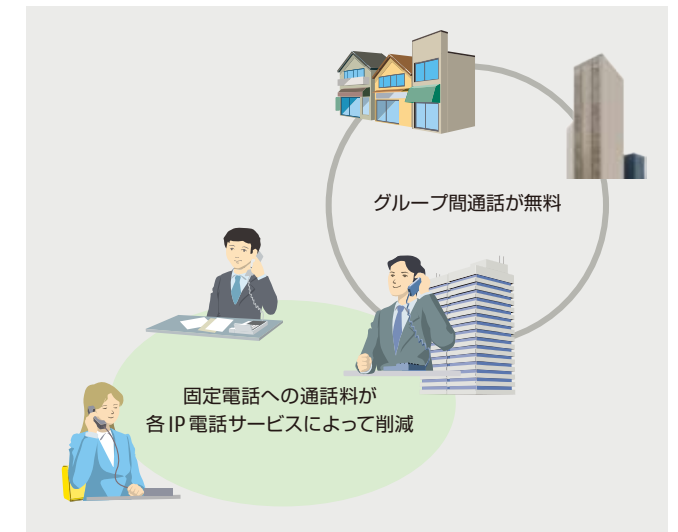 グループ間通話が無料
固定電話への通話料が
各IP電話サービスによって削減